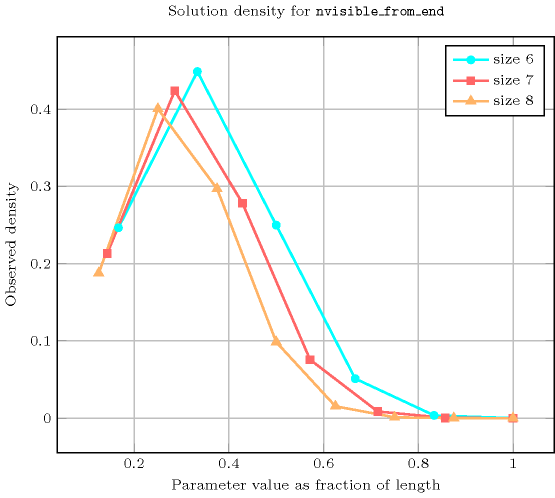 Solution density for nvisible_from_end
size 6
size 7
size 8
0.4
0.3
0.2
0.1
0
0.2
0.4
0.6
0.8
1
Observed density
Parameter value as fraction of length